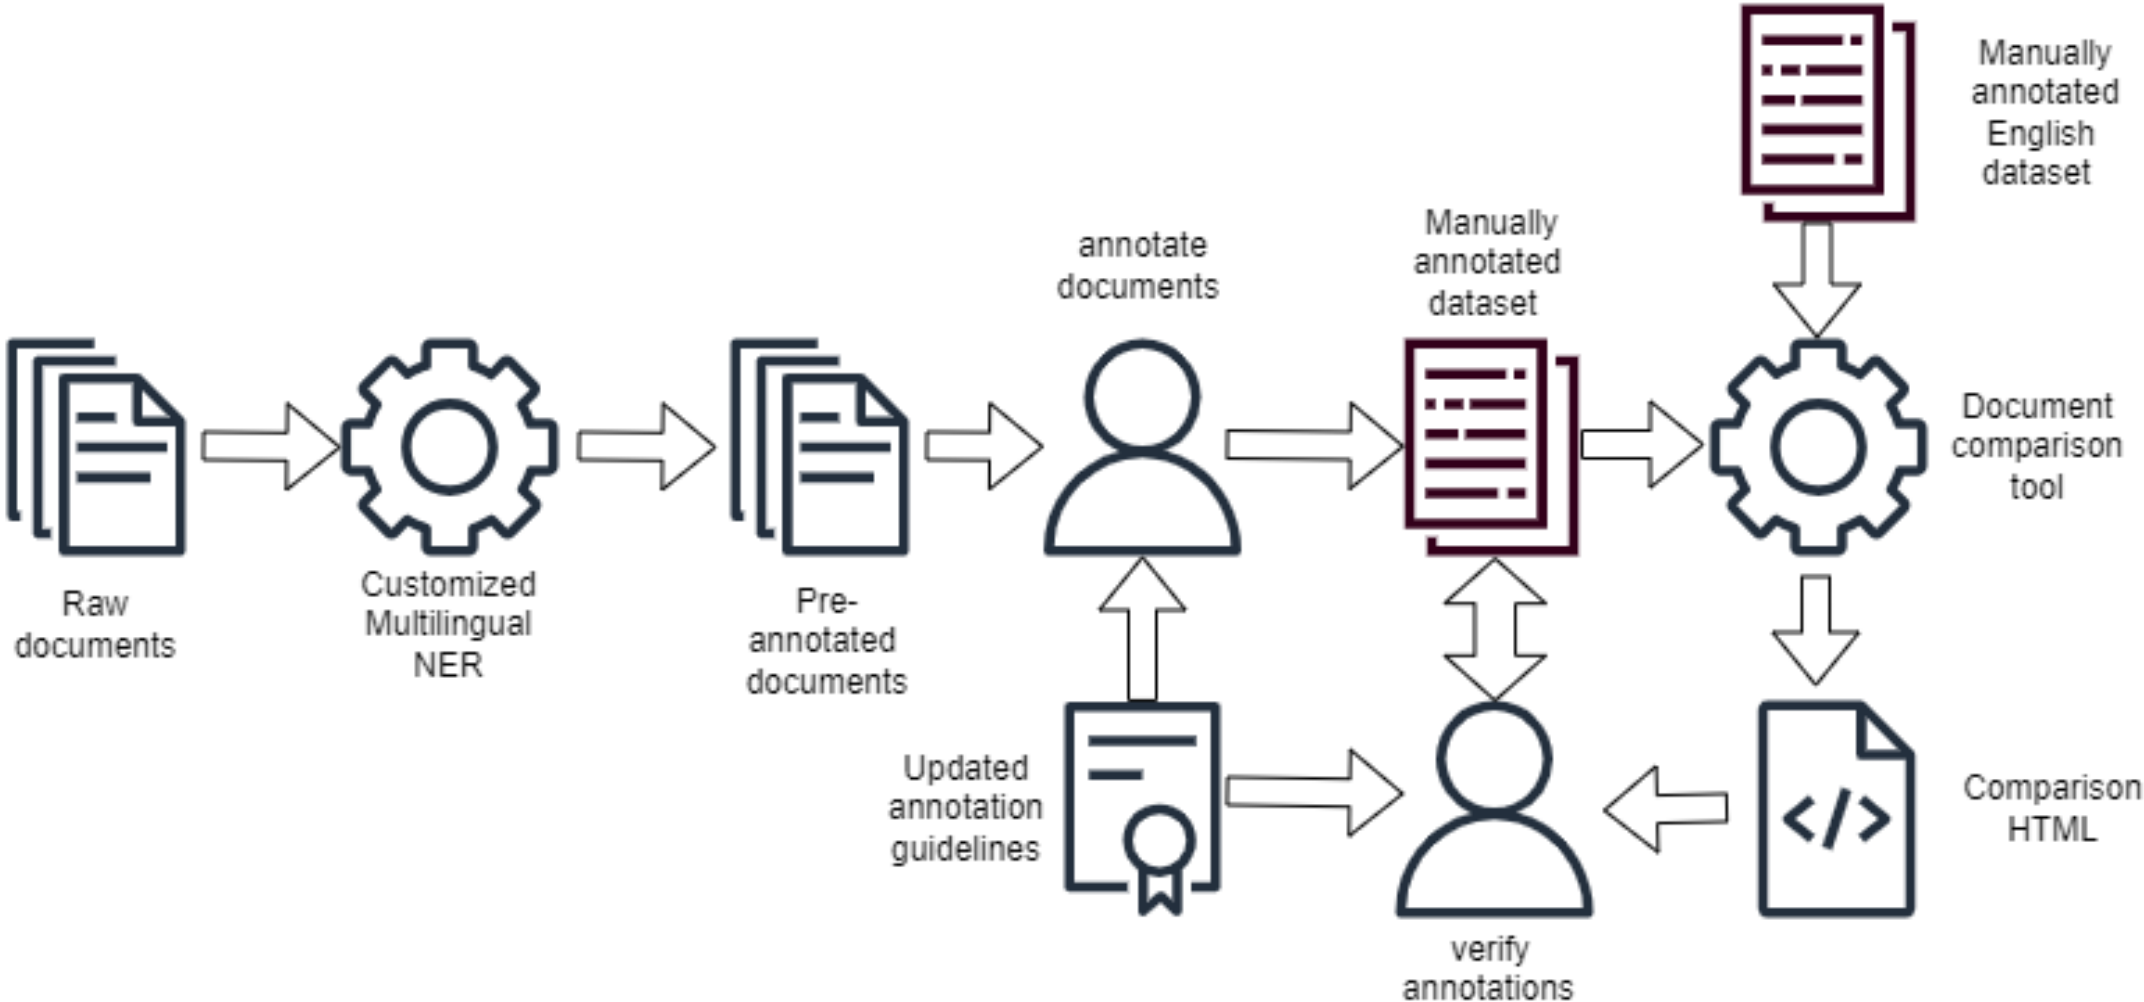 Manually
annotated
English
dataset
annotate
documents
Manually
annotated
dataset
Document
comparison
tool
Raw
documents
Customized
Multilingual
NER
Pre-
annotated
documents
Updated
annotation
guidelines
</>
Comparison
HTML
verify
annotations